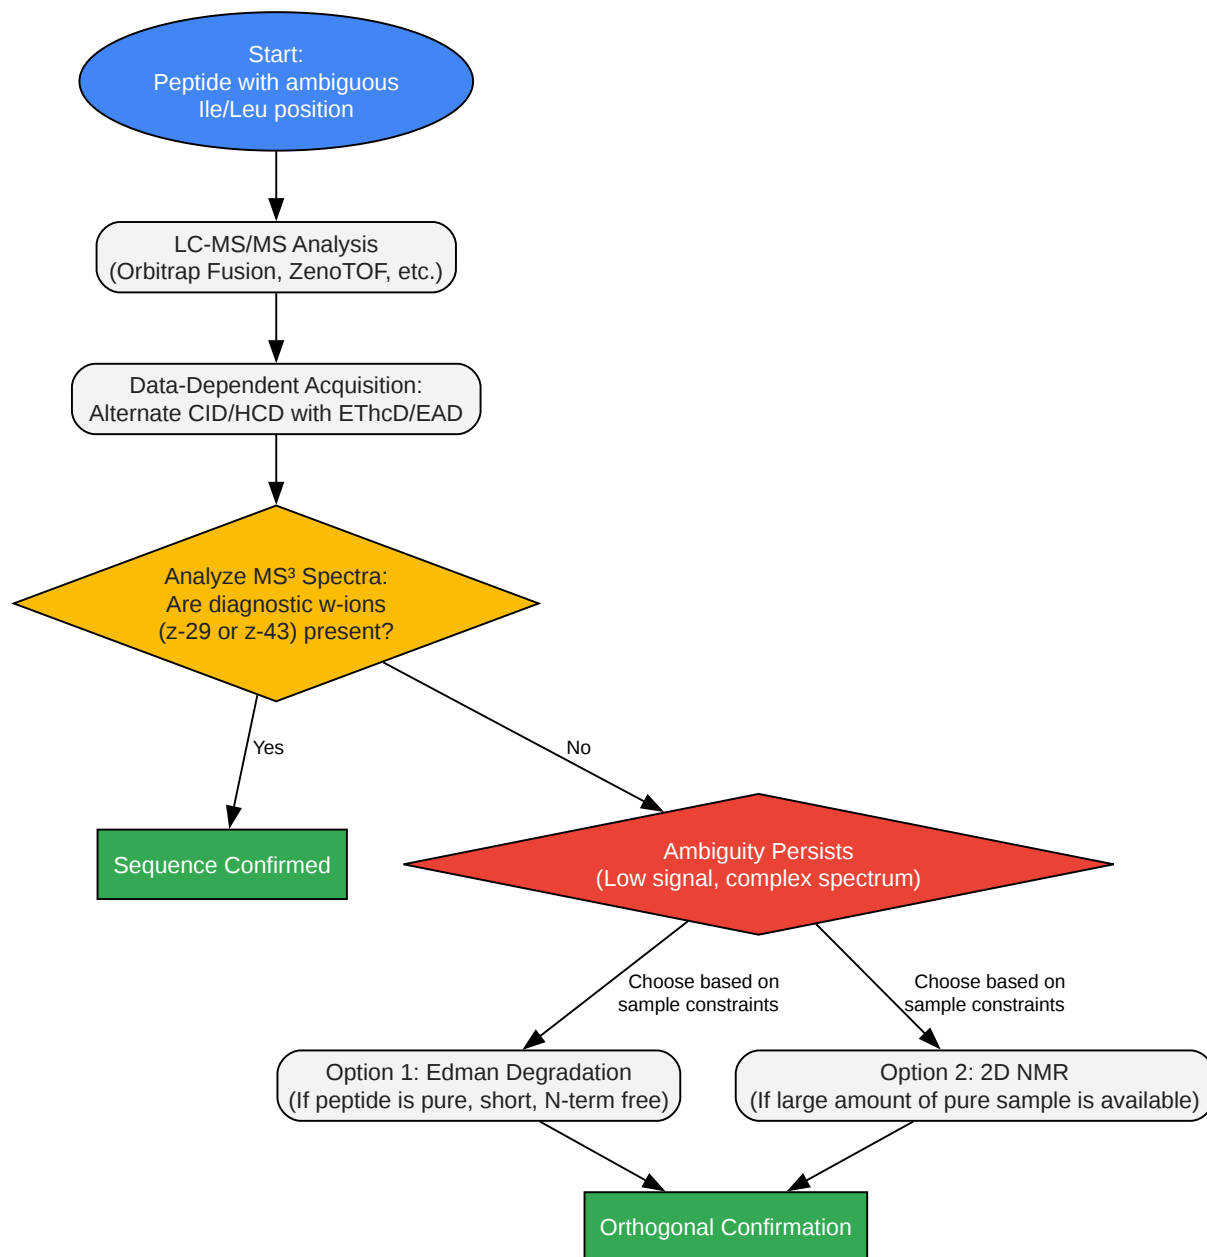 Start:
Peptide with ambiguous
Ile/Leu position
LC-MS/MS Analysis
(Orbitrap Fusion, ZenoTOF, etc.)
Data-Dependent Acquisition:
Alternate CID/HCD with EThcD/EAD
Analyze MS³ Spectra:
Are diagnostic w-ions
(z-29 or z-43) present?
Yes
No
Sequence Confirmed
Ambiguity Persists
(Low signal, complex spectrum)
Choose based on
sample constraints
Choose based on
sample constraints
Option 1: Edman Degradation
(If peptide is pure, short, N-term free)
Option 2: 2D NMR
(If large amount of pure sample is available)
Orthogonal Confirmation